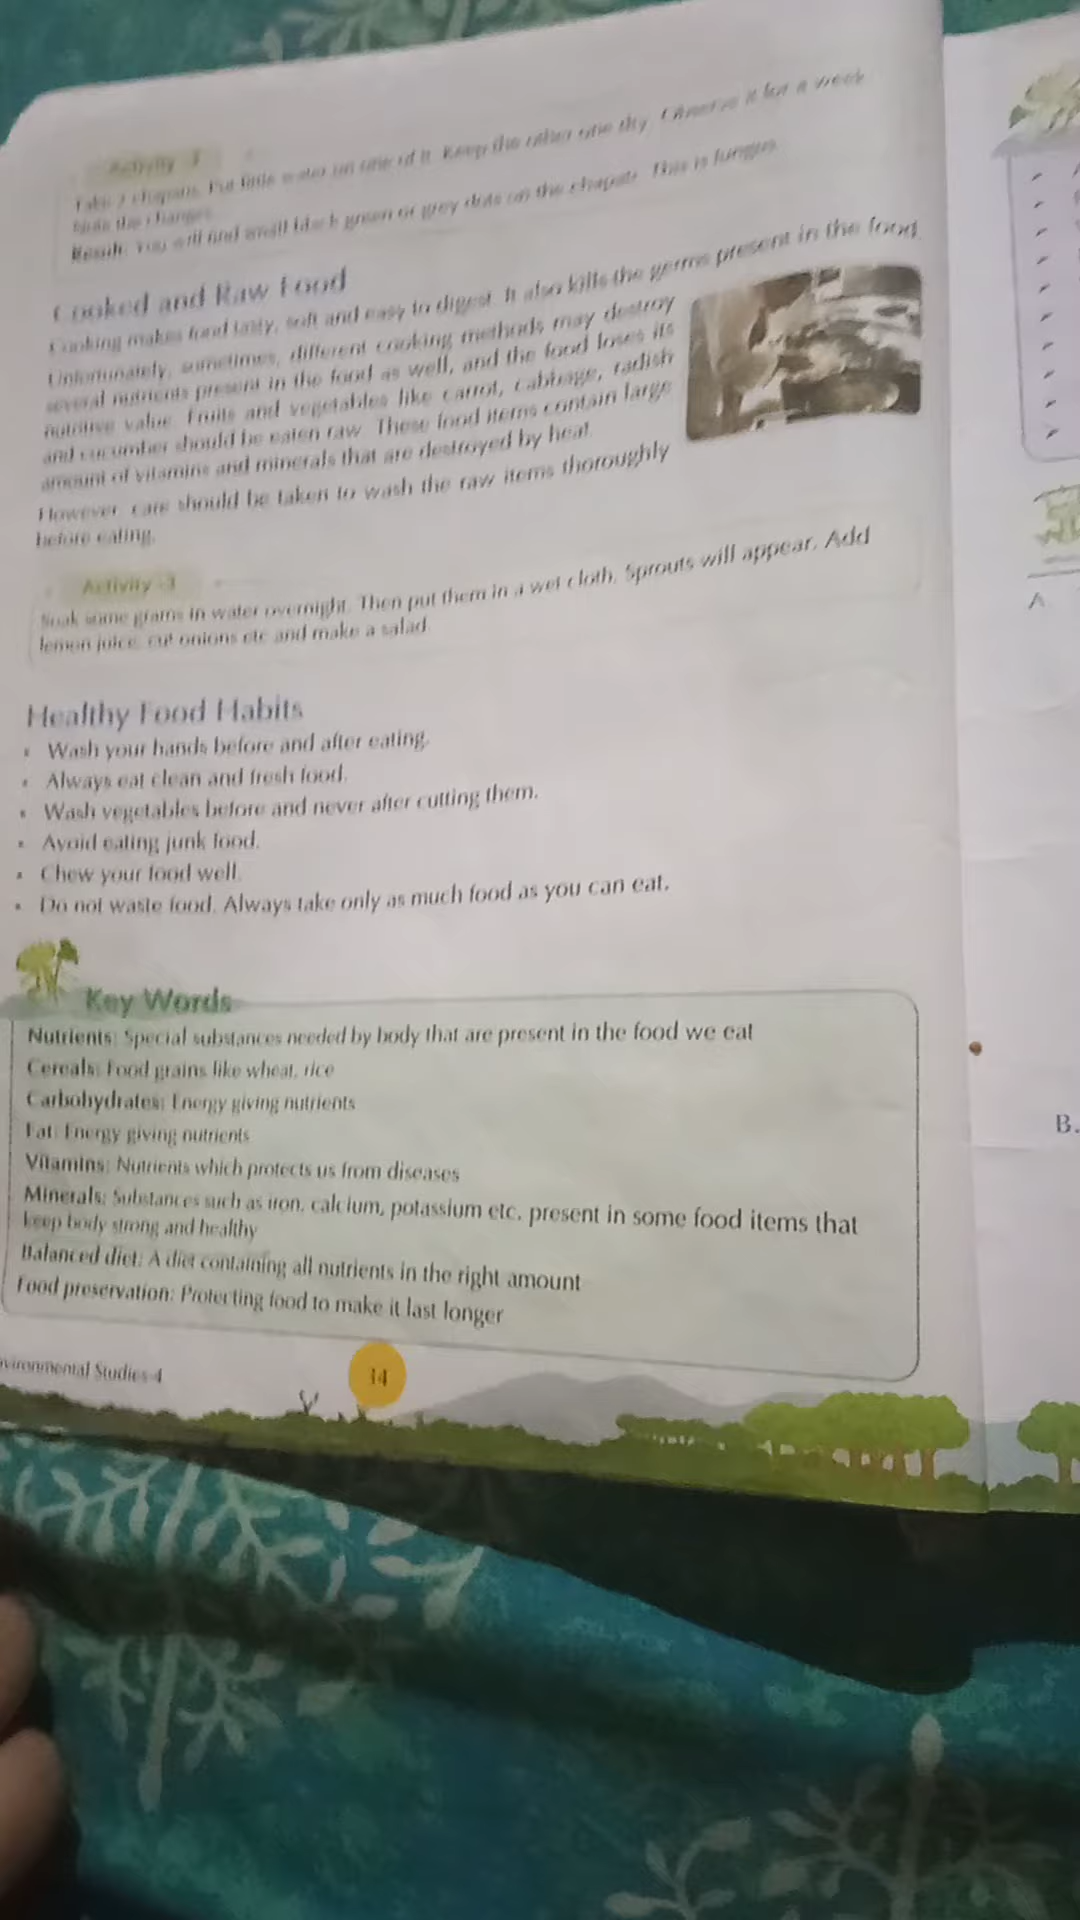 Activity
Take 2 chapatis. Put little water on one of it. Keep the other one dry. Observe it for a week.
Note the changes.
Result: You will find small black green or grey dots on the chapati. This is fungus.
Cooked and Raw Food
Cooking makes food tasty, soft and easy to digest. It also kills the germs present in the food.
Unfortunately, sometimes, different cooking methods may destroy
several nutrients present in the food as well, and the food loses its
nutritive value. Fruits and vegetables like carrot, cabbage, radish
and cucumber should be eaten raw. These food items contain large
amount of vitamins and minerals that are destroyed by heat.
However, care should be taken to wash the raw items thoroughly
before eating.
Activity -3
Soak some grams in water overnight. Then put them in a wet cloth. Sprouts will appear. Add
lemon juice, cut onions etc and make a salad.
Healthy Food Habits
• Wash your hands before and after eating.
• Always eat clean and fresh food.
• Wash vegetables before and never after cutting them.
• Avoid eating junk food.
• Chew your food well.
• Do not waste food. Always take only as much food as you can eat.
Key Words
Nutrients: Special substances needed by body that are present in the food we eat
Cereals: Food grains like wheat, rice
Carbohydrates: Energy giving nutrients
Fat: Energy giving nutrients
Vitamins: Nutrients which protects us from diseases
Minerals: Substances such as iron, calcium, potassium etc. present in some food items that
keep body strong and healthy
Balanced diet: A diet containing all nutrients in the right amount
Food preservation: Protecting food to make it last longer
vironmental Studies-4
14
A.
B.